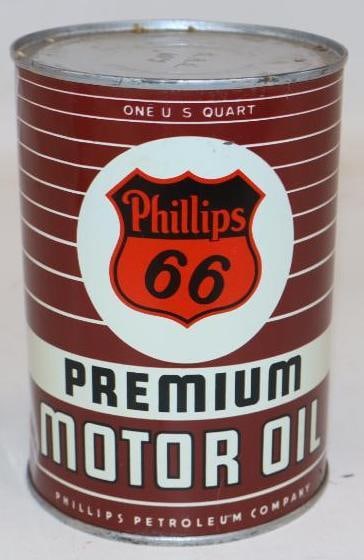 ONE U S QUART
Phillips
66
PREMIUM
MOTOR OIL
PHILLIPS PETROLEUM COMPANY